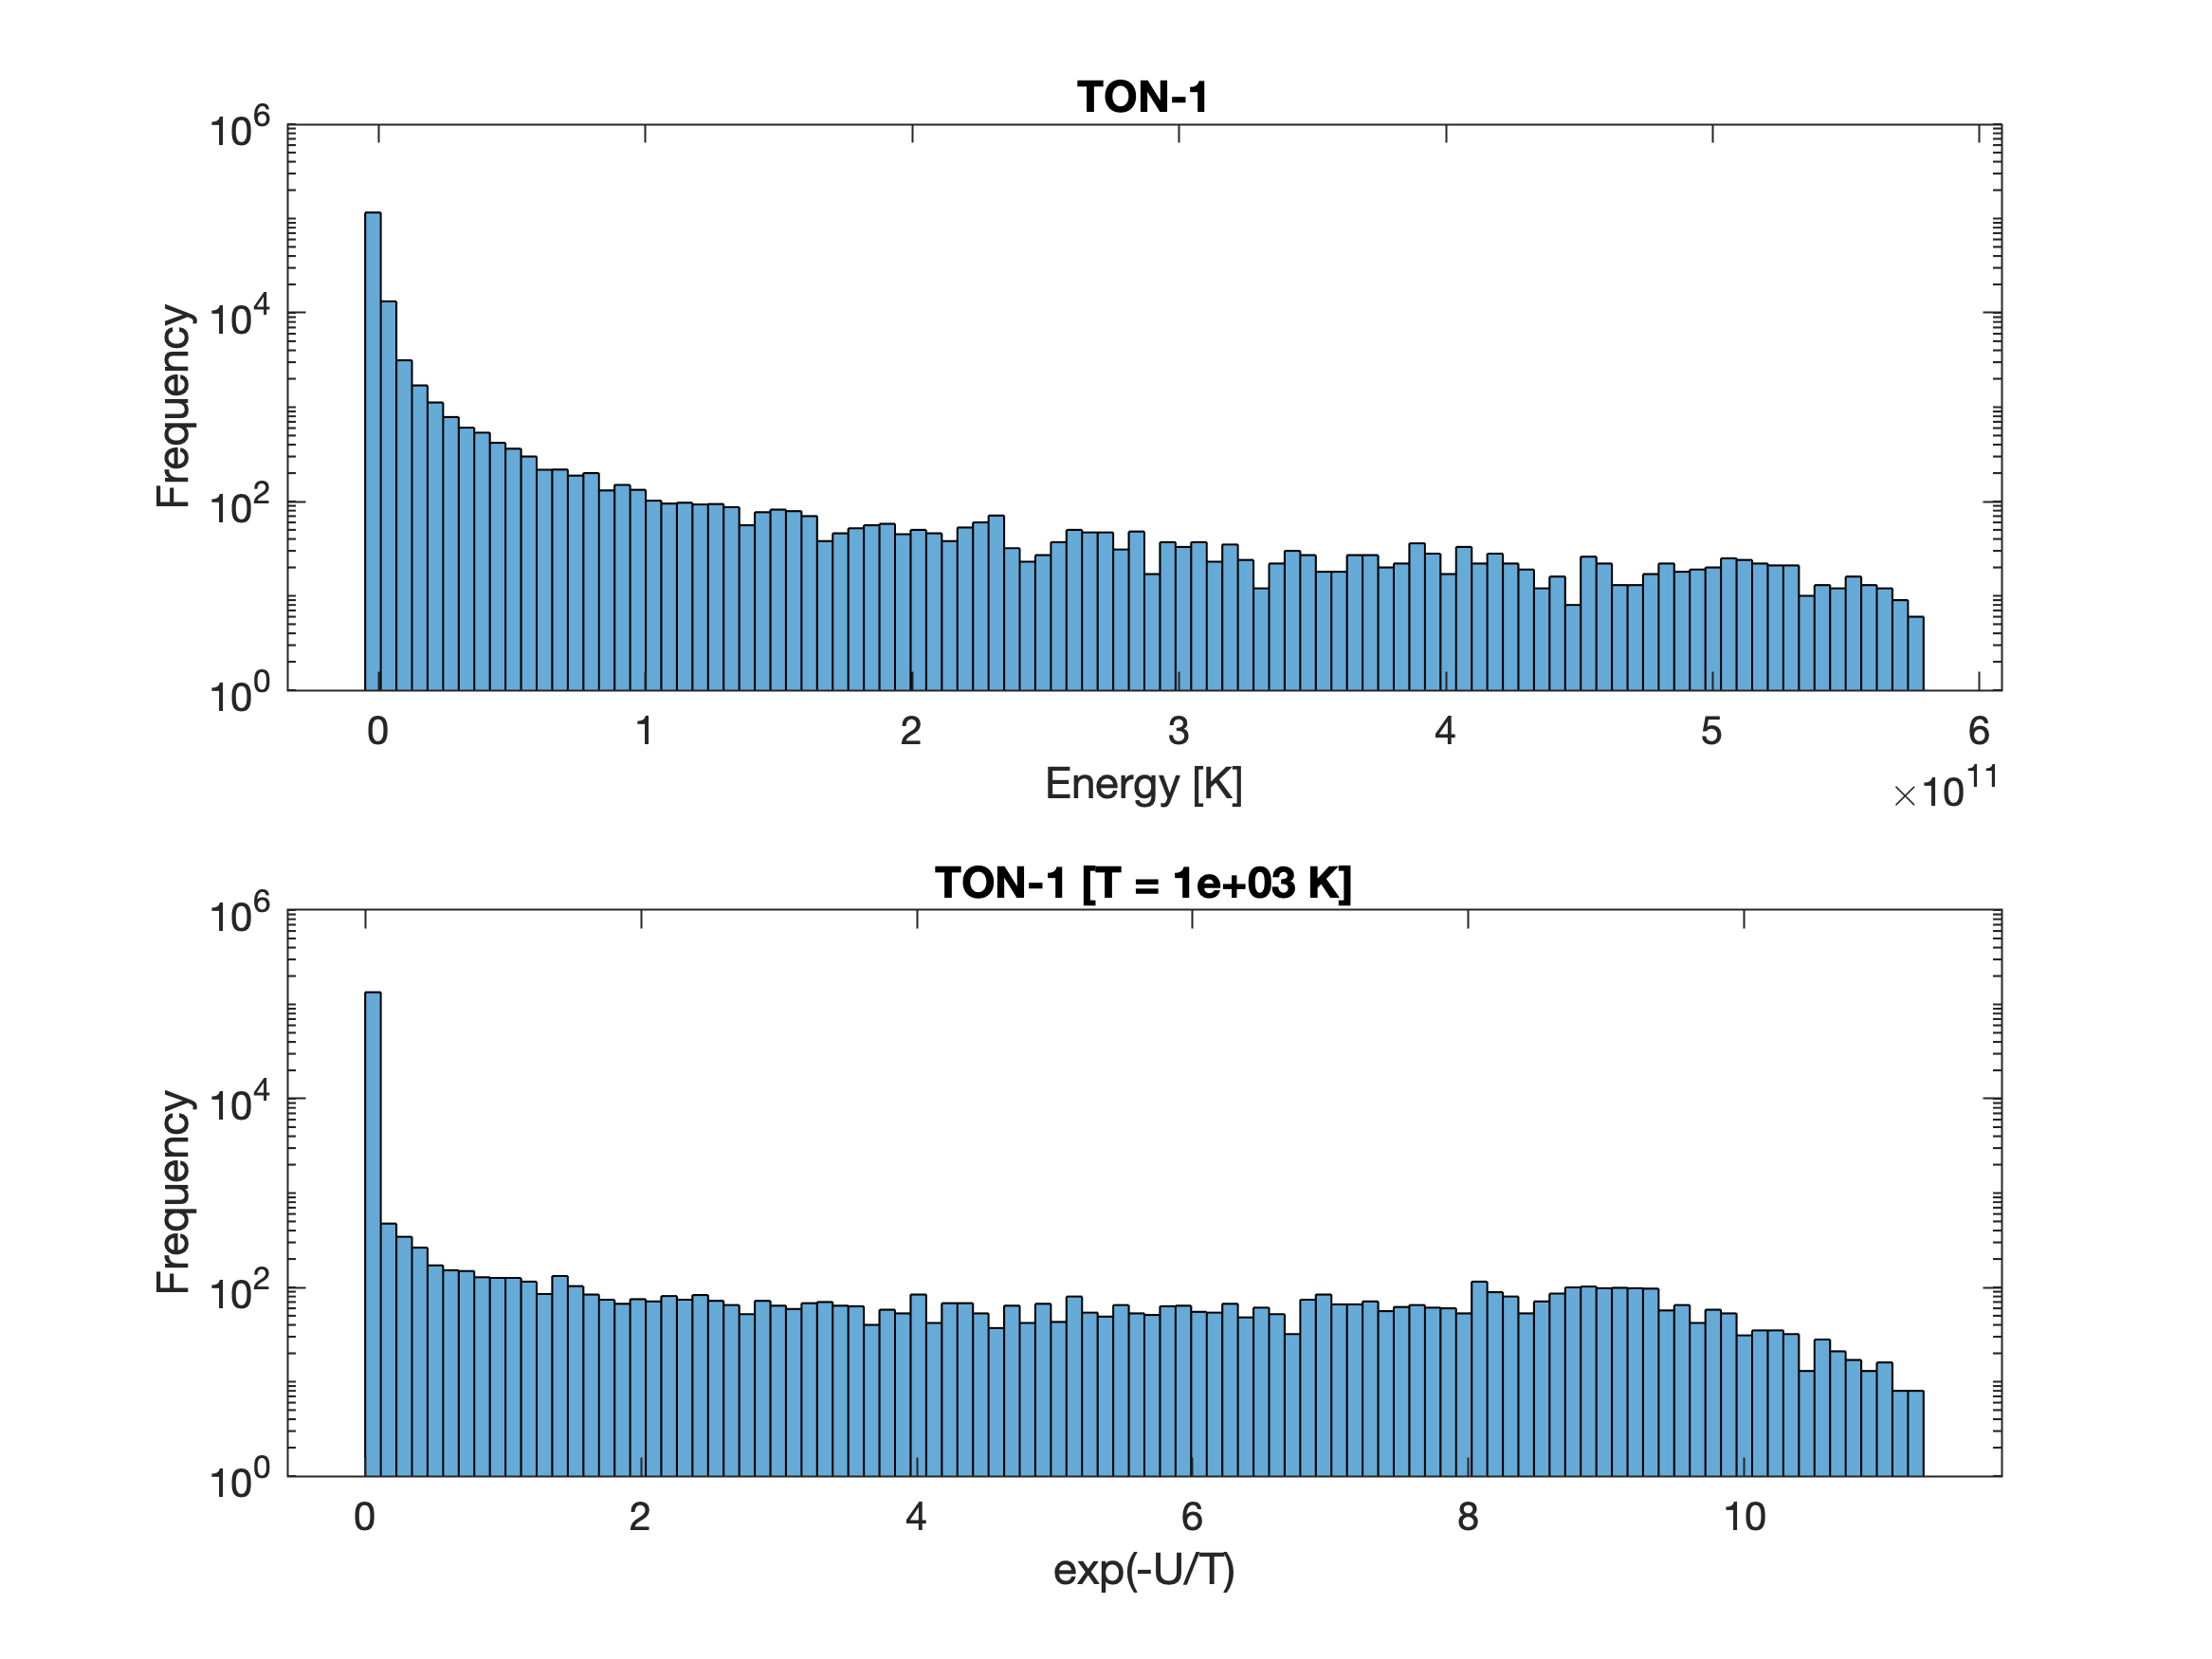 TON-1
10^6
10^4
10^2
10^0
Frequency
0 1 2 3 4 5 6
×10^11
Energy [K]
TON-1 [T = 1e+03 K]
10^6
10^4
10^2
10^0
Frequency
0 2 4 6 8 10
exp(-U/T)